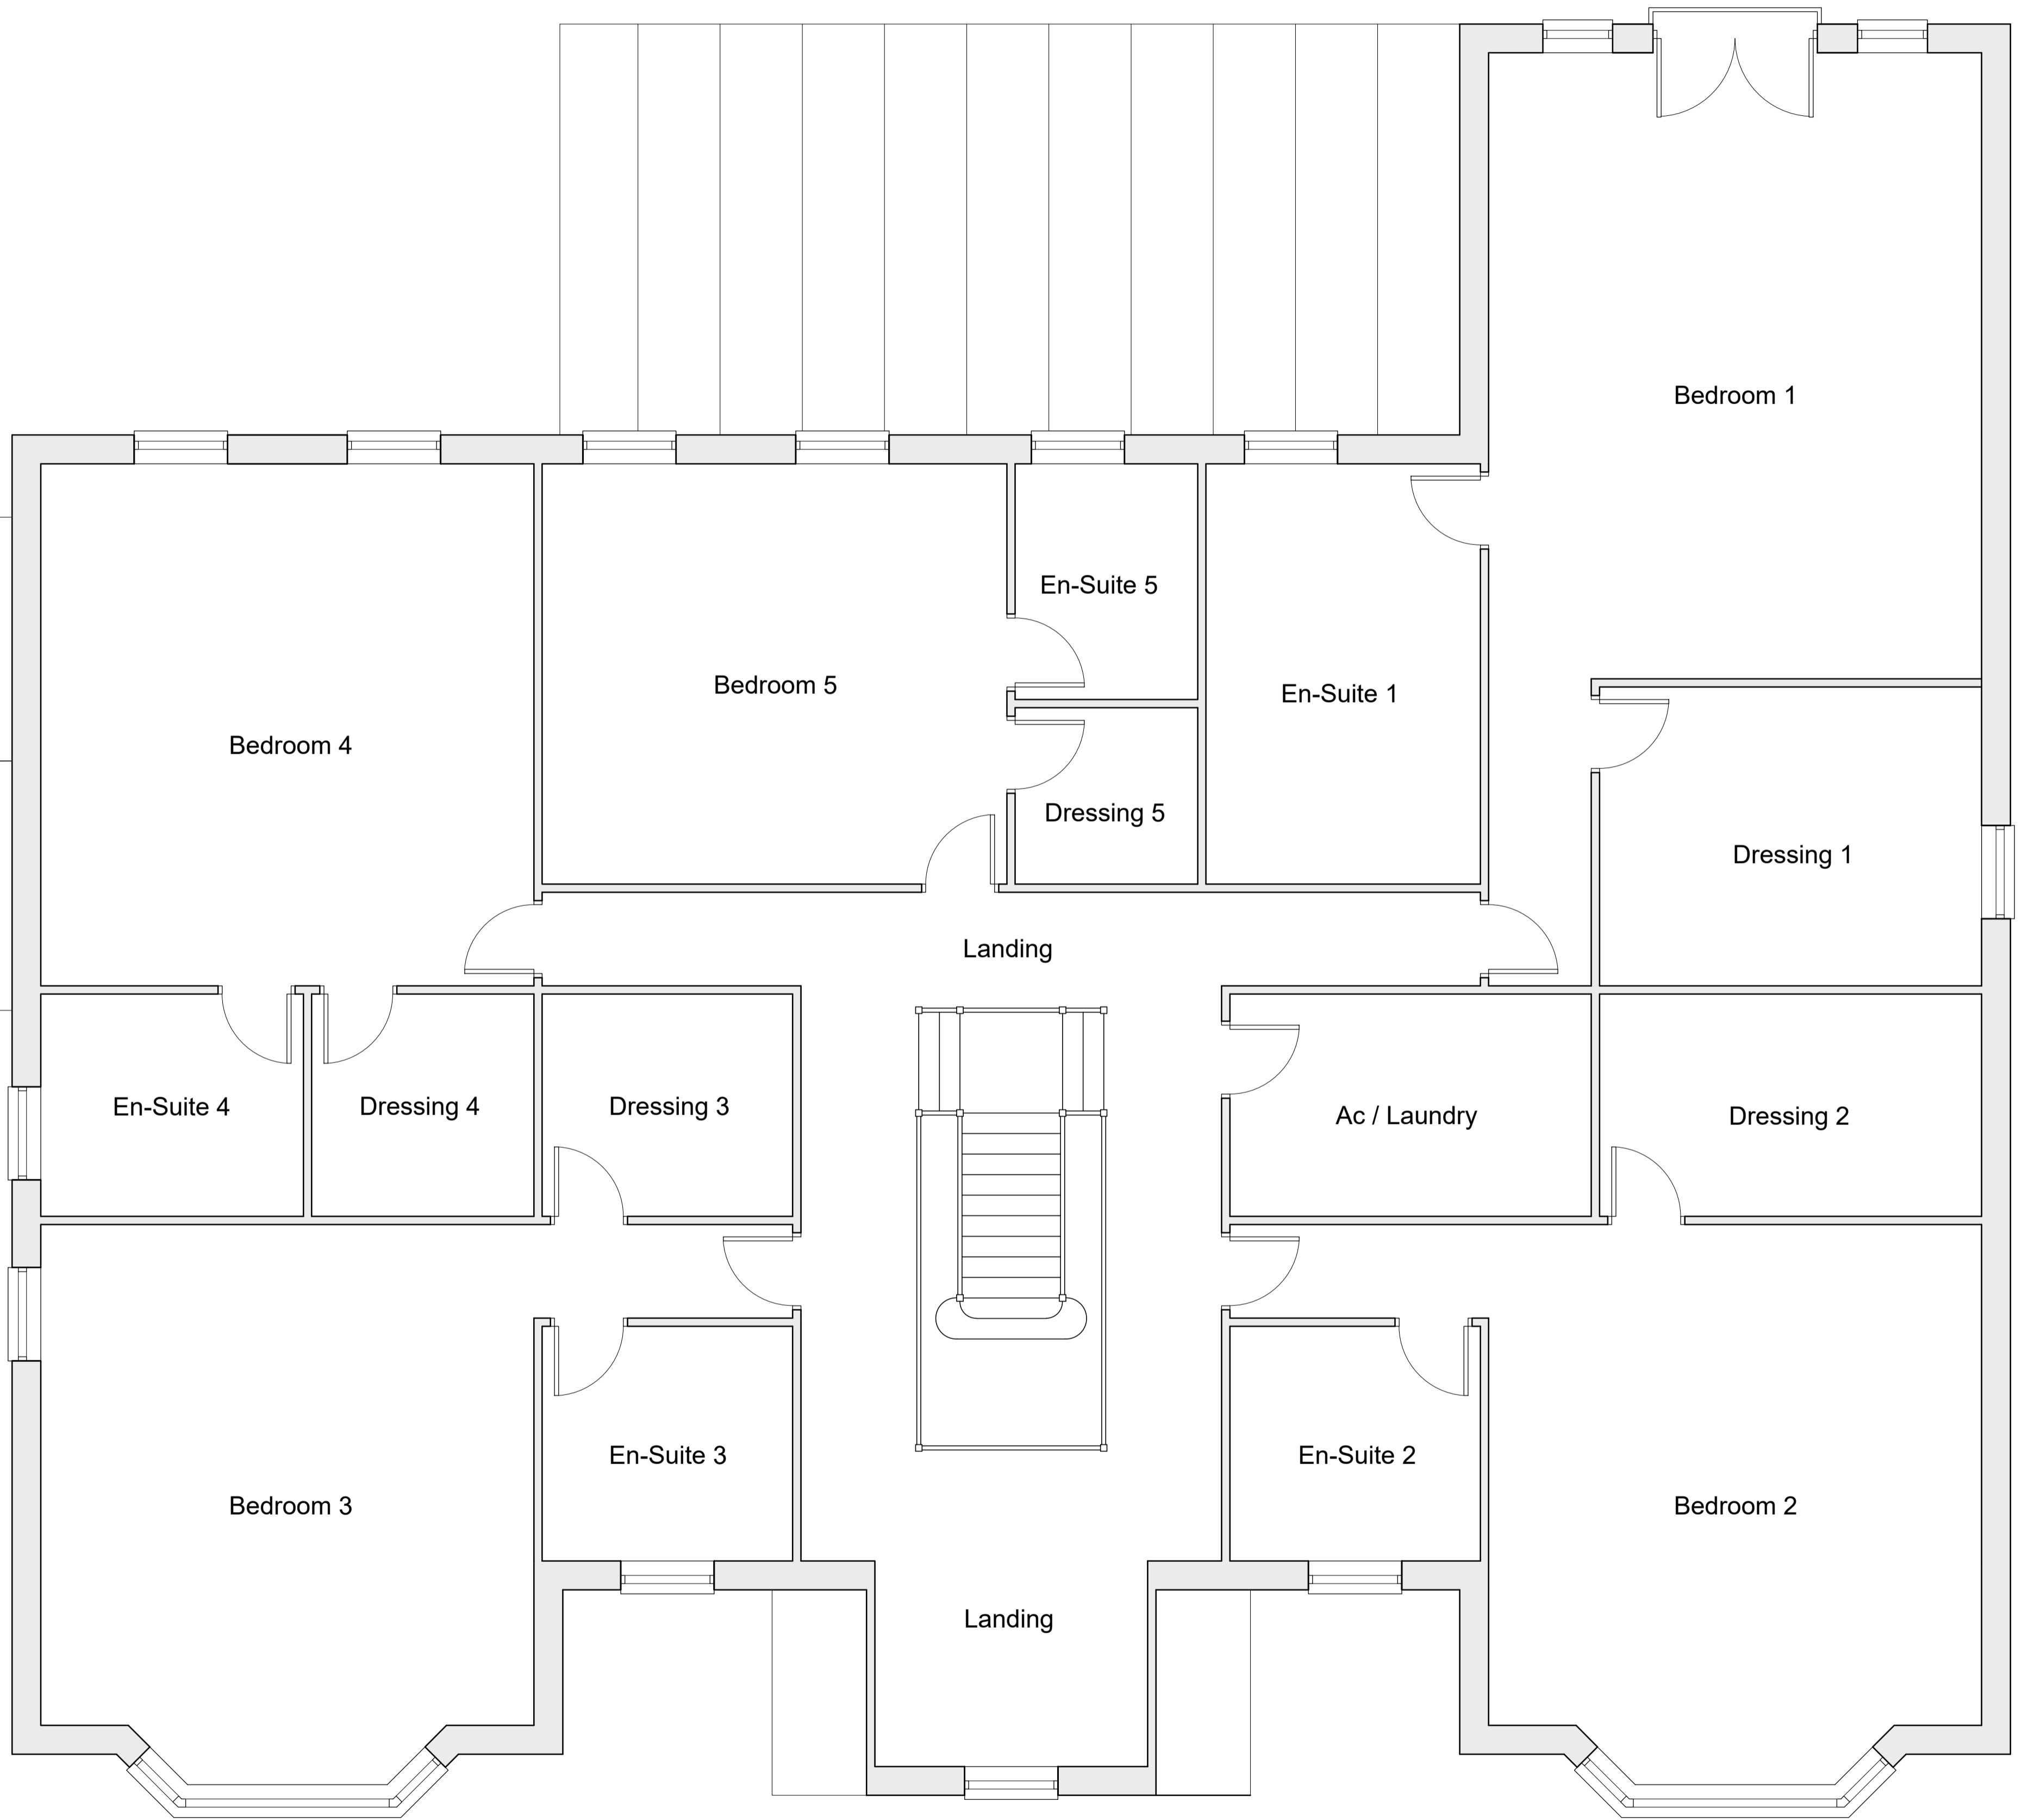 Bedroom 1
En-Suite 5
Bedroom 5
En-Suite 1
Bedroom 4
Dressing 5
Dressing 1
Landing
En-Suite 4
Dressing 4
Dressing 3
Ac / Laundry
Dressing 2
En-Suite 3
En-Suite 2
Bedroom 3
Bedroom 2
Landing